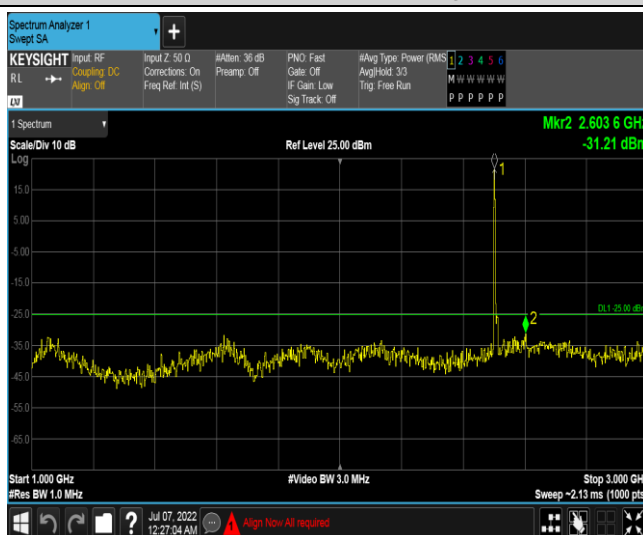 Spectrum Analyzer 1
Swept SA
+
KEYSIGHT
RL
LXI
Input: RF
Coupling: DC
Align: Off
Input Z: 50 Ω
Corrections: On
Freq Ref: Int (S)
#Atten: 36 dB
Preamp: Off
PNO: Fast
Gate: Off
IF Gain: Low
Sig Track: Off
#Avg Type: Power (RMS
Avg|Hold: 3/3
Trig: Free Run
1 2 3 4 5 6
M W W W W W
P P P P P P
1 Spectrum
Mkr2 2.603 6 GHz
-31.21 dBm
Scale/Div 10 dB
Ref Level 25.00 dBm
Log
1
15.0
5.00
-5.00
-15.0
-25.0
DL1 -25.00 dBm
2
-35.0
-45.0
-55.0
-65.0
Start 1.000 GHz
#Video BW 3.0 MHz
Stop 3.000 GHz
#Res BW 1.0 MHz
Sweep ~2.13 ms (1000 pts
?
Jul 07, 2022
12:27:04 AM
Align Now All required